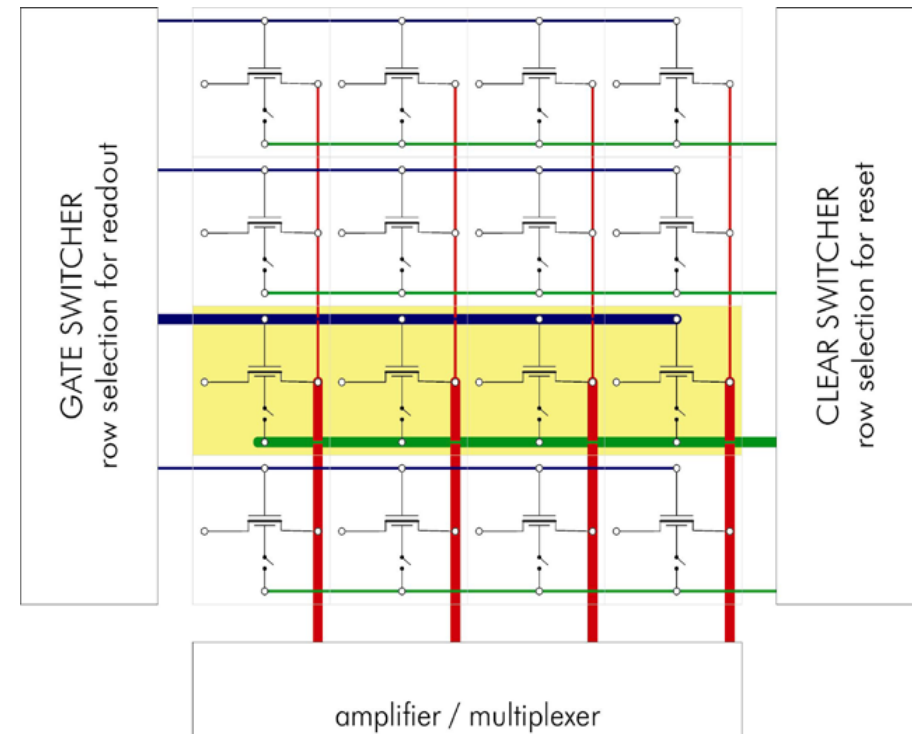 GATE SWITCHER
row selection for readout
CLEAR SWITCHER
row selection for reset
amplifier / multiplexer